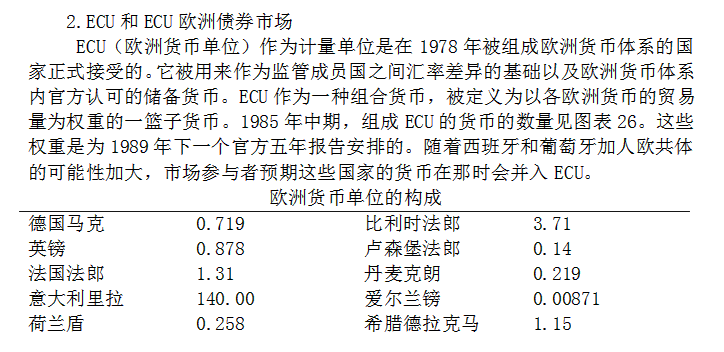 2.ECU 和 ECU 欧洲债券市场
ECU（欧洲货币单位）作为计量单位是在 1978 年被组成欧洲货币体系的国
家正式接受的。它被用来作为监管成员国之间汇率差异的基础以及欧洲货币体系
内官方认可的储备货币。ECU 作为一种组合货币，被定义为以各欧洲货币的贸易
量为权重的一篮子货币。1985 年中期，组成 ECU 的货币的数量见图表 26。这些
权重是为 1989 年下一个官方五年报告安排的。随着西班牙和葡萄牙加人欧共体
的可能性加大，市场参与者预期这些国家的货币在那时会并入 ECU。
欧洲货币单位的构成
德国马克 0.719 比利时法郎 3.71
英镑 0.878 卢森堡法郎 0.14
法国法郎 1.31 丹麦克朗 0.219
意大利里拉 140.00 爱尔兰镑 0.00871
荷兰盾 0.258 希腊德拉克马 1.15